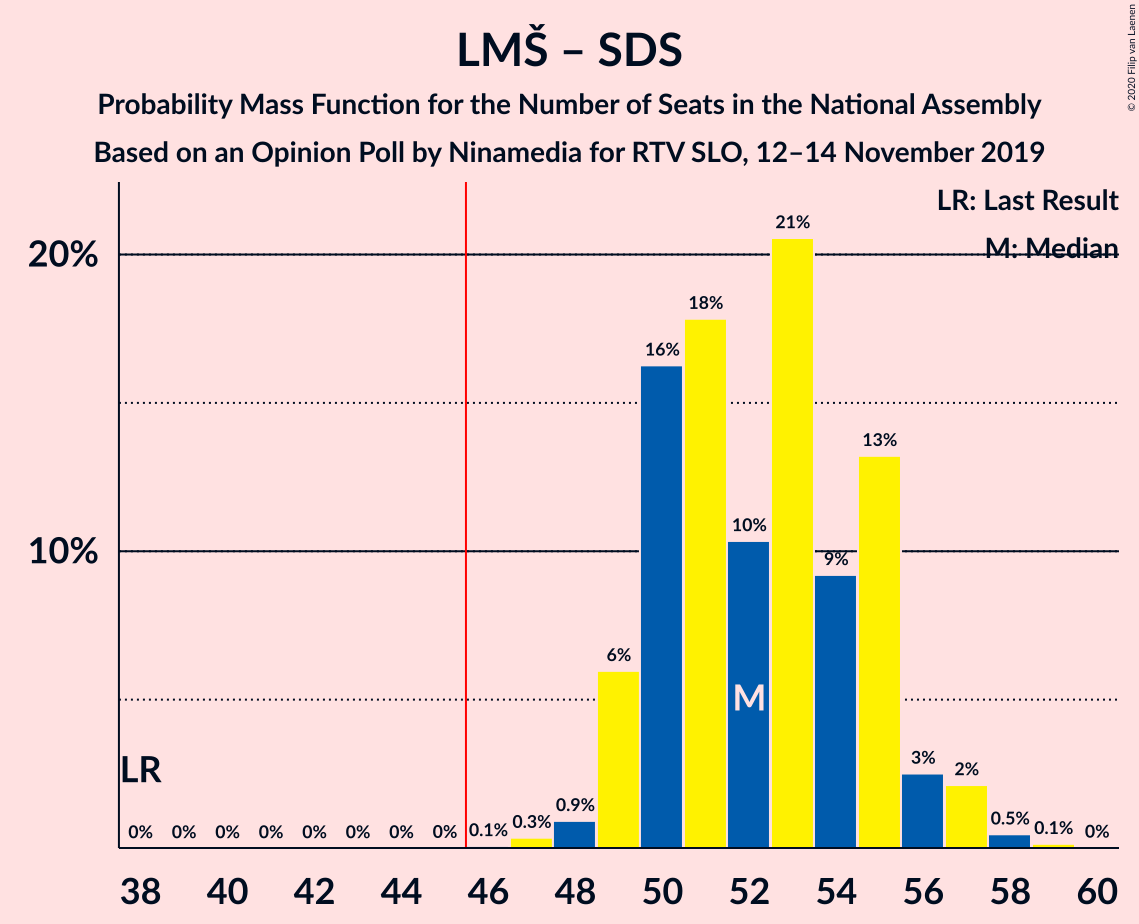 LMŠ – SDS
Probability Mass Function for the Number of Seats in the National Assembly
Based on an Opinion Poll by Ninamedia for RTV SLO, 12–14 November 2019
© 2020 Filip van Laenen
LR: Last Result
M: Median
20%
10%
LR
0% 0% 0% 0% 0% 0% 0% 0% 0.1% 0.3% 0.9% 6% 16% 18% 10% 21% 9% 13% 3% 2% 0.5% 0.1% 0%
M
38 40 42 44 46 48 50 52 54 56 58 60